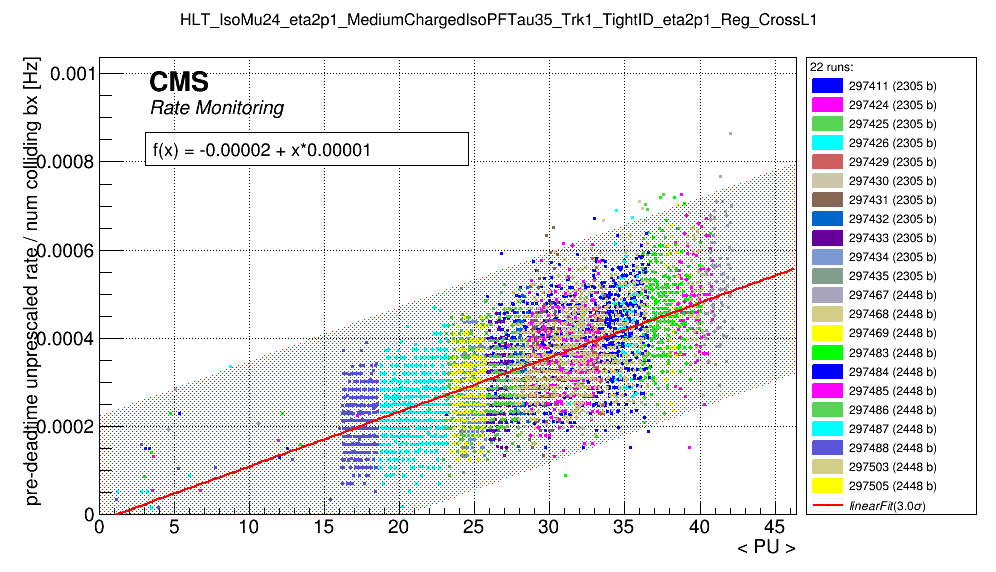 HLT_IsoMu24_eta2p1_MediumChargedIsoPFTau35_Trk1_TightID_eta2p1_Reg_CrossL1
pre-deadtime unprescaled rate / num colliding bx [Hz]
0.001
0.0008
0.0006
0.0004
0.0002
0
CMS
Rate Monitoring
f(x) = -0.00002 + x*0.00001
0 5 10 15 20 25 30 35 40 45
< PU >
22 runs:
297411 (2305 b)
297424 (2305 b)
297425 (2305 b)
297426 (2305 b)
297429 (2305 b)
297430 (2305 b)
297431 (2305 b)
297432 (2305 b)
297433 (2305 b)
297434 (2305 b)
297435 (2305 b)
297467 (2448 b)
297468 (2448 b)
297469 (2448 b)
297483 (2448 b)
297484 (2448 b)
297485 (2448 b)
297486 (2448 b)
297487 (2448 b)
297488 (2448 b)
297503 (2448 b)
297505 (2448 b)
linearFit(3.0σ)